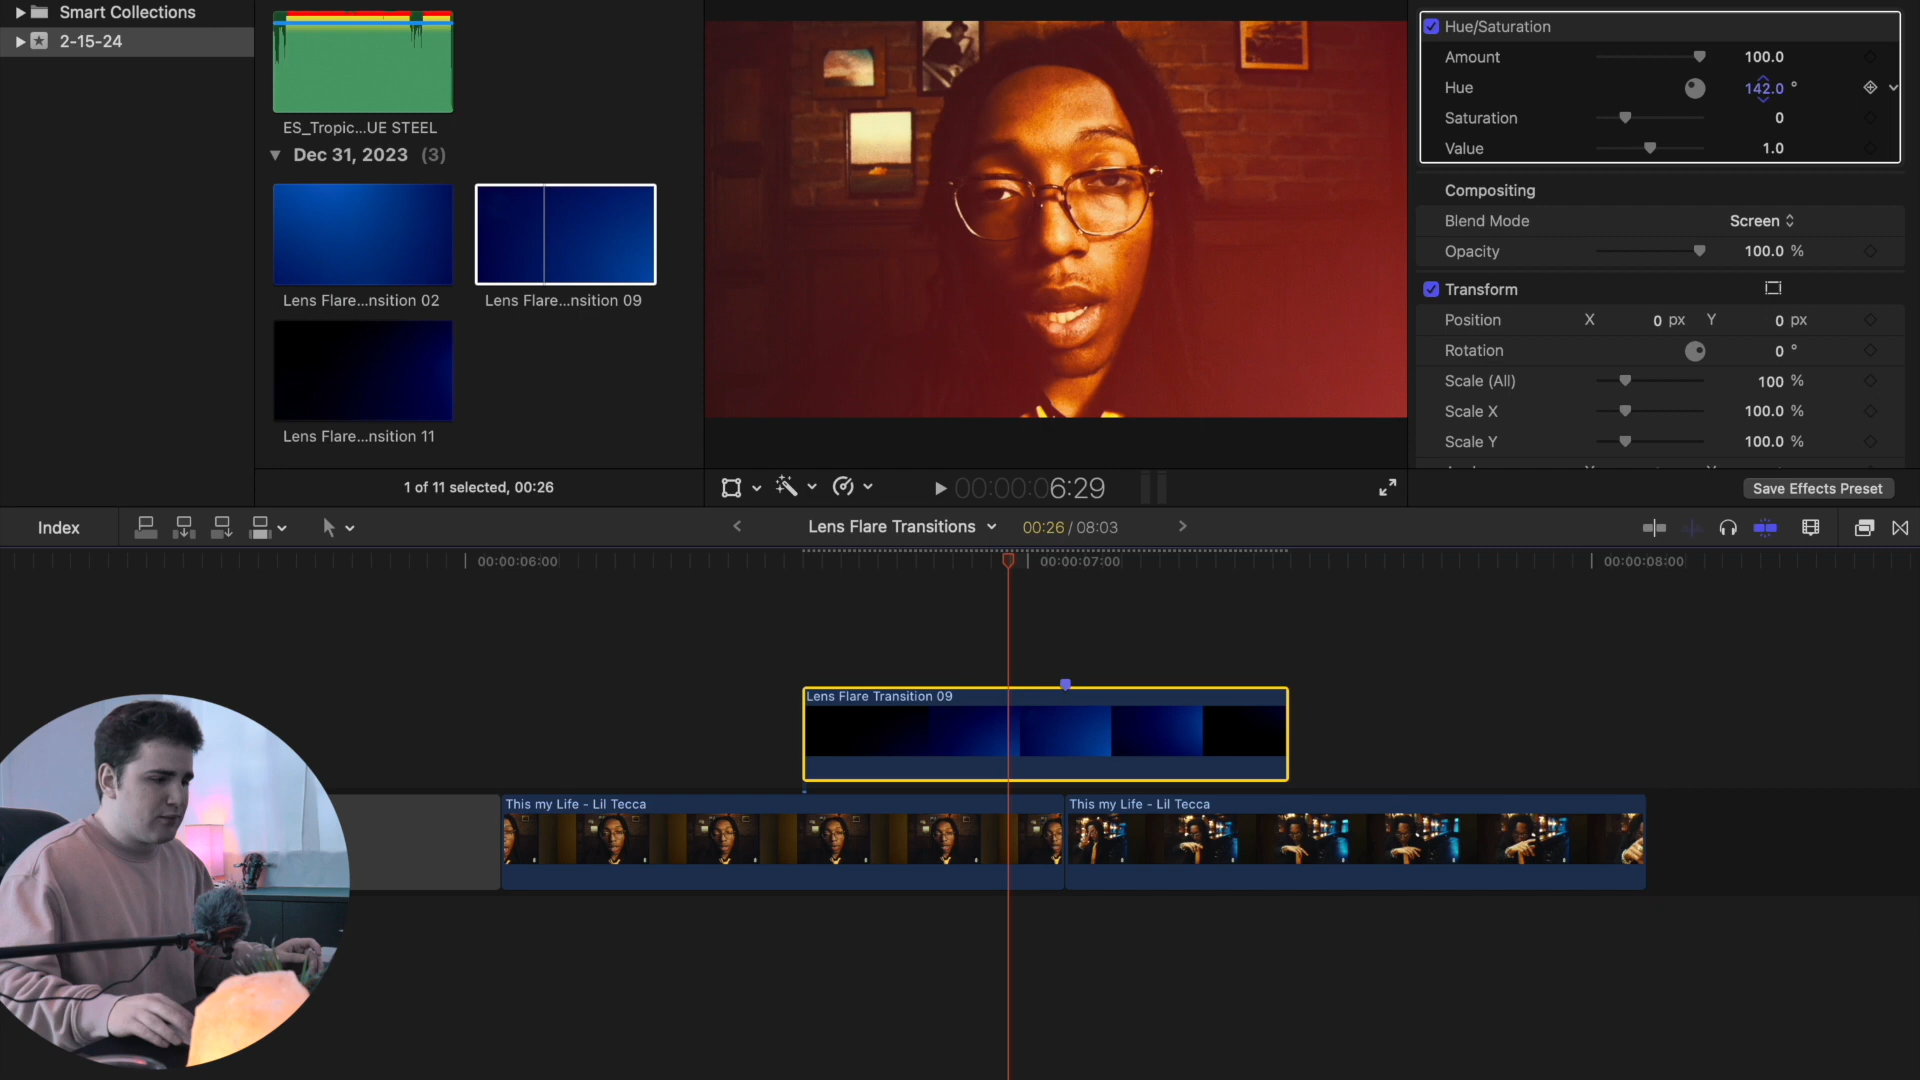 Smart Collections
2-15-24
ES_Tropic...UE STEEL
Dec 31, 2023 (3)
Lens Flare...nsition 02
Lens Flare...nsition 09
Lens Flare...nsition 11
1 of 11 selected, 00:26
00:00:06:29
Hue/Saturation
Amount 100.0
Hue 142.0 °
Saturation 0
Value 1.0
Compositing
Blend Mode Screen
Opacity 100.0 %
Transform
Position X 0 px Y 0 px
Rotation 0 °
Scale (All) 100 %
Scale X 100.0 %
Scale Y 100.0 %
Save Effects Preset
Index
Lens Flare Transitions
00:26 / 08:03
00:00:06:00
00:00:07:00
00:00:08:00
Lens Flare Transition 09
This my Life - Lil Tecca
This my Life - Lil Tecca